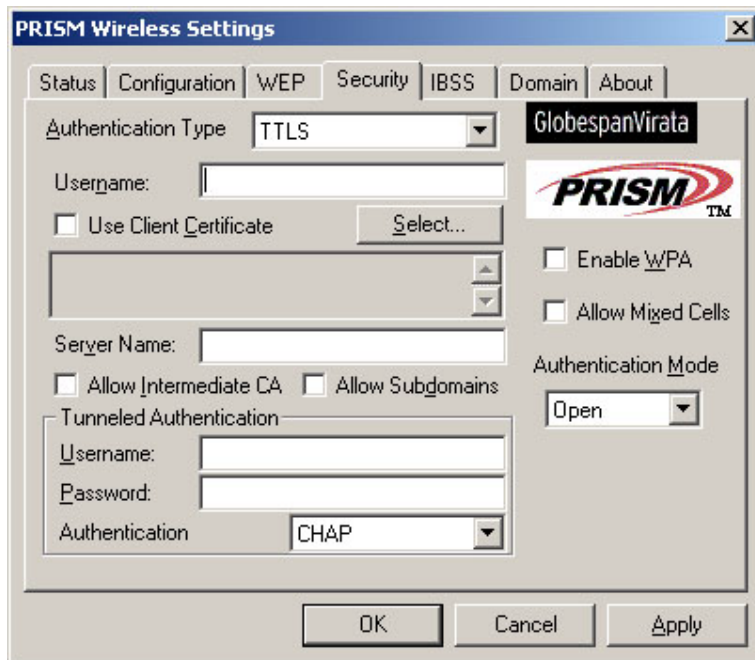 PRISM Wireless Settings
Status Configuration WEP Security IBSS Domain About
Authentication Type TTLS
GlobespanVirata
Username:
PRISM TM
Use Client Certificate Select...
Enable WPA
Allow Mixed Cells
Server Name:
Authentication Mode
Allow Intermediate CA Allow Subdomains
Open
Tunneled Authentication
Username:
Password:
Authentication CHAP
OK Cancel Apply